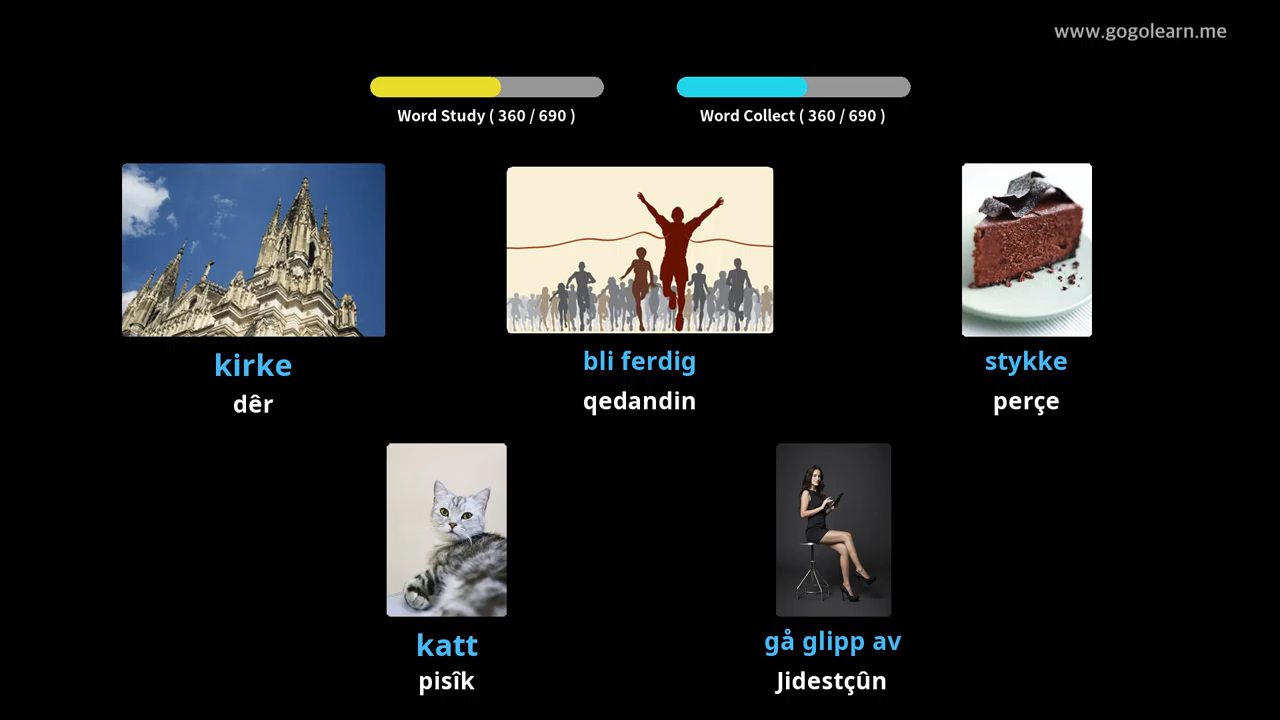 www.gogolearn.me
Word Study ( 360 / 690 )
Word Collect ( 360 / 690 )
kirke
dêr
bli ferdig
qedandin
stykke
perçe
katt
pisîk
gå glipp av
Jidestçûn